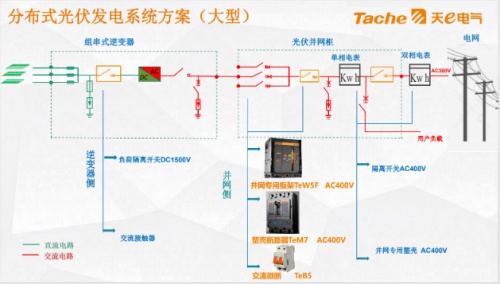 分布式光伏发电系统方案（大型）
Tache 天e电气
组串式逆变器
光伏并网柜
电网
单相电表
双相电表
DC
AC
Kwh
Kwh
AC380V
用户负载
逆变器侧
负荷隔离开关DC1500V
交流接触器
并网侧
并网专用框架TeW5F AC400V
塑壳断路器TeM7 AC400V
交流微断 TeB5
隔离开关AC400V
并网专用塑壳 AC400V
直流电路
交流电路